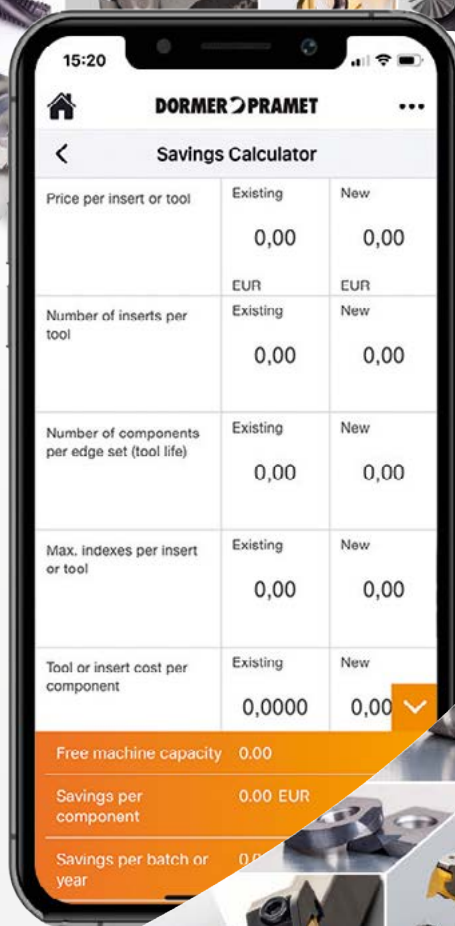 15:20
DORMER PRAMET
Savings Calculator
Price per insert or tool
Existing
New
0,00
0,00
EUR
EUR
Number of inserts per
tool
Existing
New
0,00
0,00
Number of components
per edge set (tool life)
Existing
New
0,00
0,00
Max. indexes per insert
or tool
Existing
New
0,00
0,00
Tool or insert cost per
component
Existing
New
0,0000
0,00
Free machine capacity 0.00
Savings per
component
0.00 EUR
Savings per batch or
year